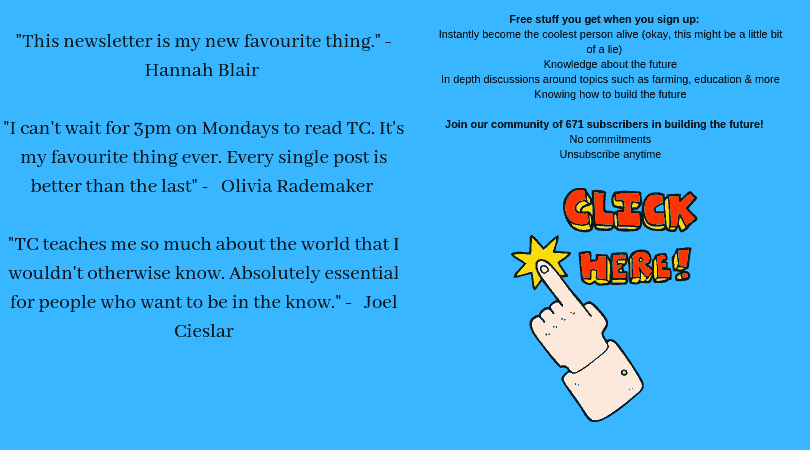 "This newsletter is my new favourite thing." -
Hannah Blair
"I can't wait for 3pm on Mondays to read TC. It's
my favourite thing ever. Every single post is
better than the last" - Olivia Rademaker
"TC teaches me so much about the world that I
wouldn't otherwise know. Absolutely essential
for people who want to be in the know." - Joel
Cieslar
Free stuff you get when you sign up:
Instantly become the coolest person alive (okay, this might be a little bit
of a lie)
Knowledge about the future
In depth discussions around topics such as farming, education & more
Knowing how to build the future
Join our community of 671 subscribers in building the future!
No commitments
Unsubscribe anytime
CLICK
HERE!